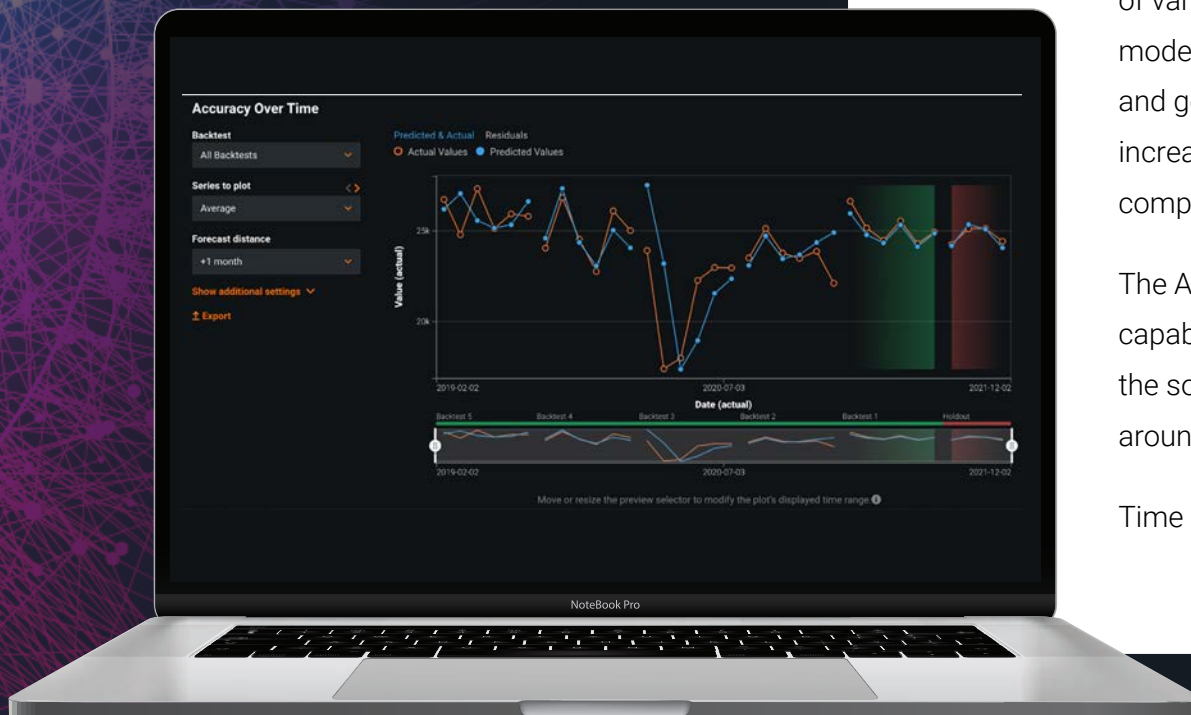 Accuracy Over Time
Backtest
All Backtests
Series to plot
Average
Forecast distance
+1 month
Show additional settings
Export
Predicted & Actual Residuals
Actual Values Predicted Values
Value (actual)
25k
20k
2019-02-02 2020-07-03 2021-12-02
Date (actual)
Backtest 5 Backtest 4 Backtest 3 Backtest 2 Backtest 1 Holdout
2019-02-02 2020-07-03 2021-12-02
Move or resize the preview selector to modify the plot's displayed time range
NoteBook Pro
of var
mode
and g
increa
comp
The A
capab
the so
aroun
Time